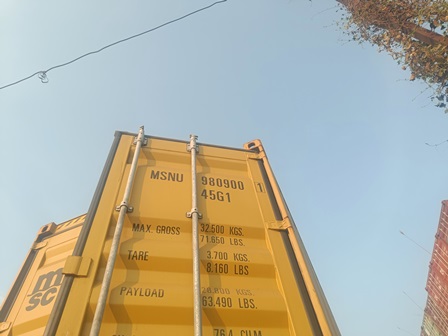 MSNU 980900 1
45G1
MAX. GROSS 32.500 KGS.
71.650 LBS.
TARE 3.700 KGS.
8.160 LBS
PAYLOAD 28.800 KGS.
63.490 LBS.
76.4 CU.M
m
sc